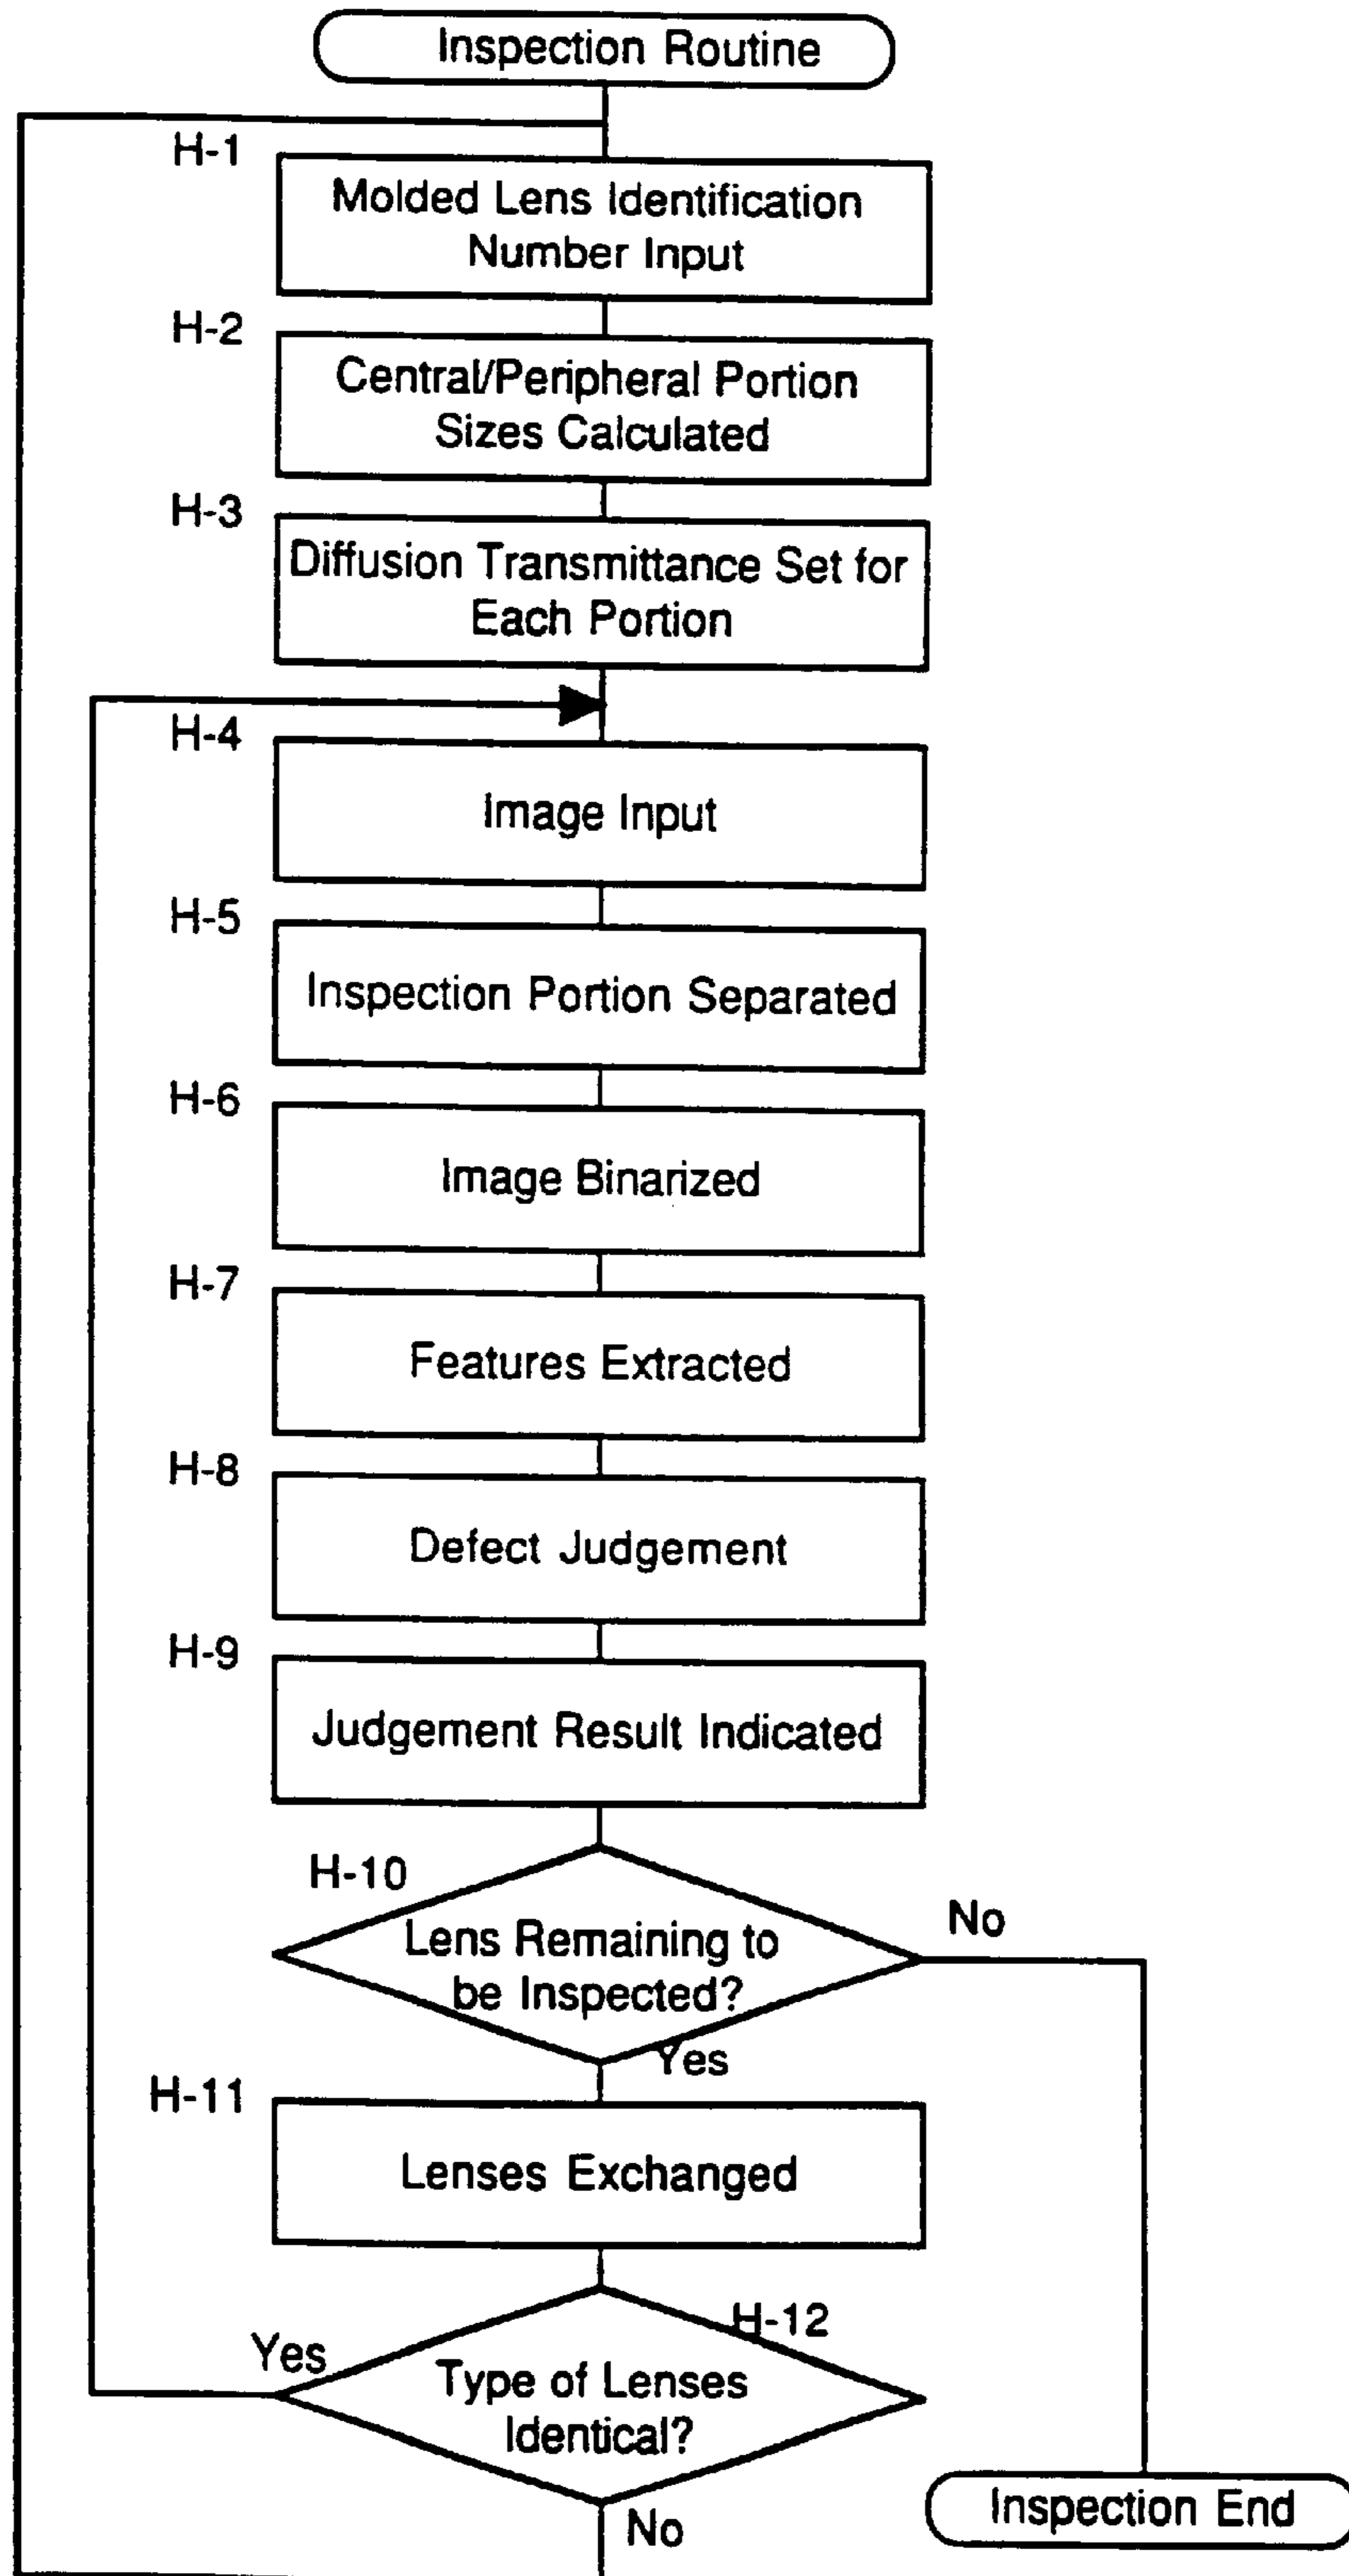 Inspection Routine
H-1
Molded Lens Identification
Number Input
H-2
Central/Peripheral Portion
Sizes Calculated
H-3
Diffusion Transmittance Set for
Each Portion
H-4
Image Input
H-5
Inspection Portion Separated
H-6
Image Binarized
H-7
Features Extracted
H-8
Defect Judgement
H-9
Judgement Result Indicated
H-10
Lens Remaining to
be Inspected?
No
Yes
H-11
Lenses Exchanged
H-12
Yes
Type of Lenses
Identical?
No
Inspection End